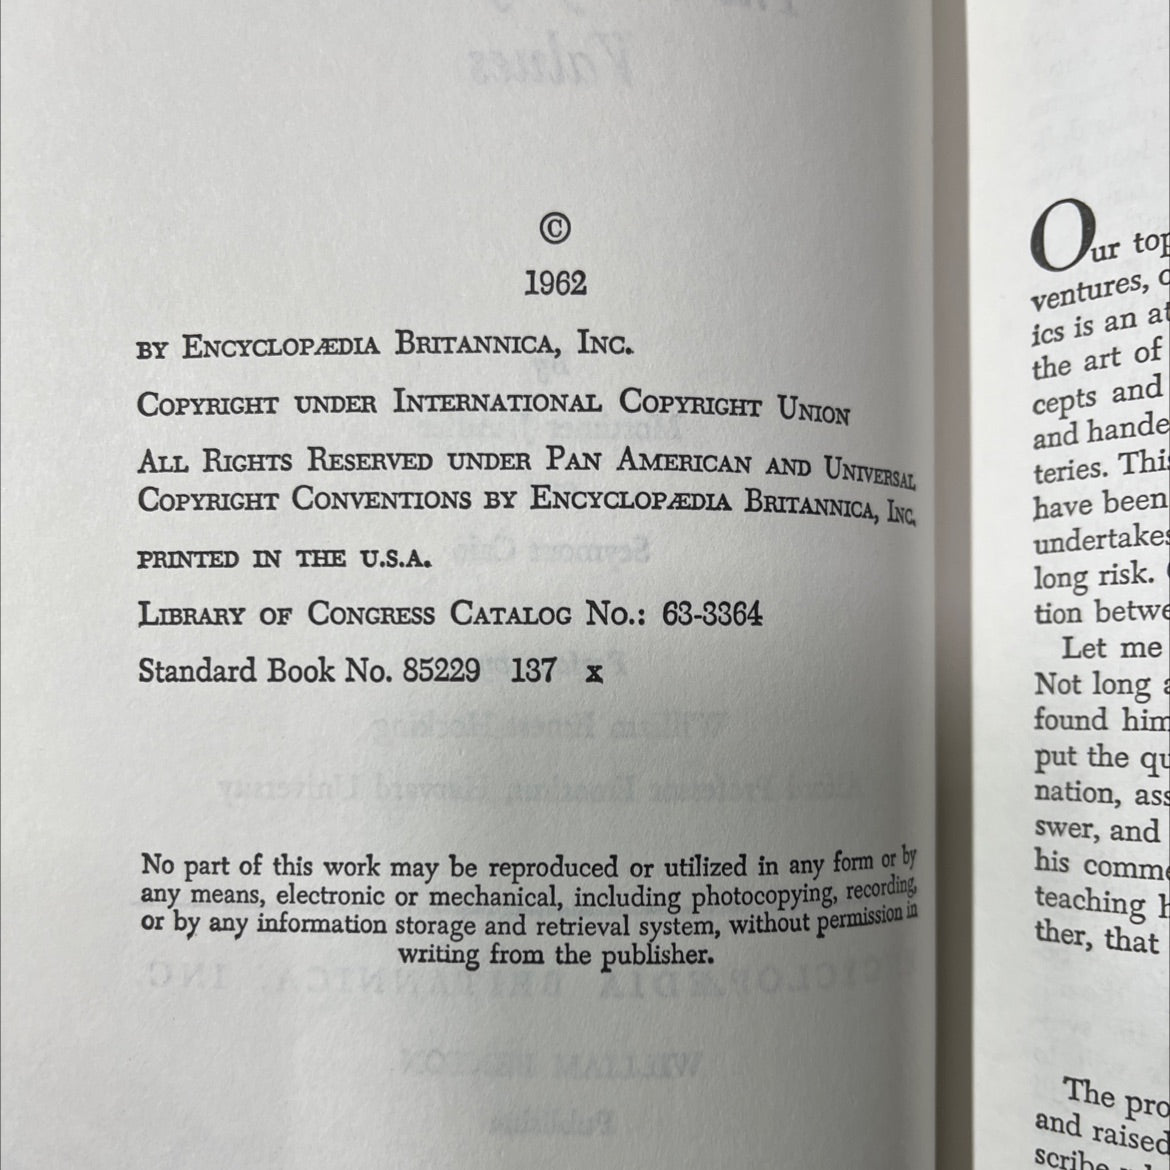 ©
1962
BY ENCYCLOPÆDIA BRITANNICA, INC.
COPYRIGHT UNDER INTERNATIONAL COPYRIGHT UNION
ALL RIGHTS RESERVED UNDER PAN AMERICAN AND UNIVERSAL
COPYRIGHT CONVENTIONS BY ENCYCLOPÆDIA BRITANNICA, INC.
PRINTED IN THE U.S.A.
LIBRARY OF CONGRESS CATALOG NO.: 63-3364
Standard Book No. 85229 137 x
No part of this work may be reproduced or utilized in any form or by
any means, electronic or mechanical, including photocopying, recording,
or by any information storage and retrieval system, without permission in
writing from the publisher.
Our top
ventures,
ics is an
the art of
cepts and
and hande
teries. This
have been
undertakes
long risk.
tion betwe
Let me
Not long
found him
put the
nation, ass
swer, and
his comme
teaching
ther, that
The pro
and raised